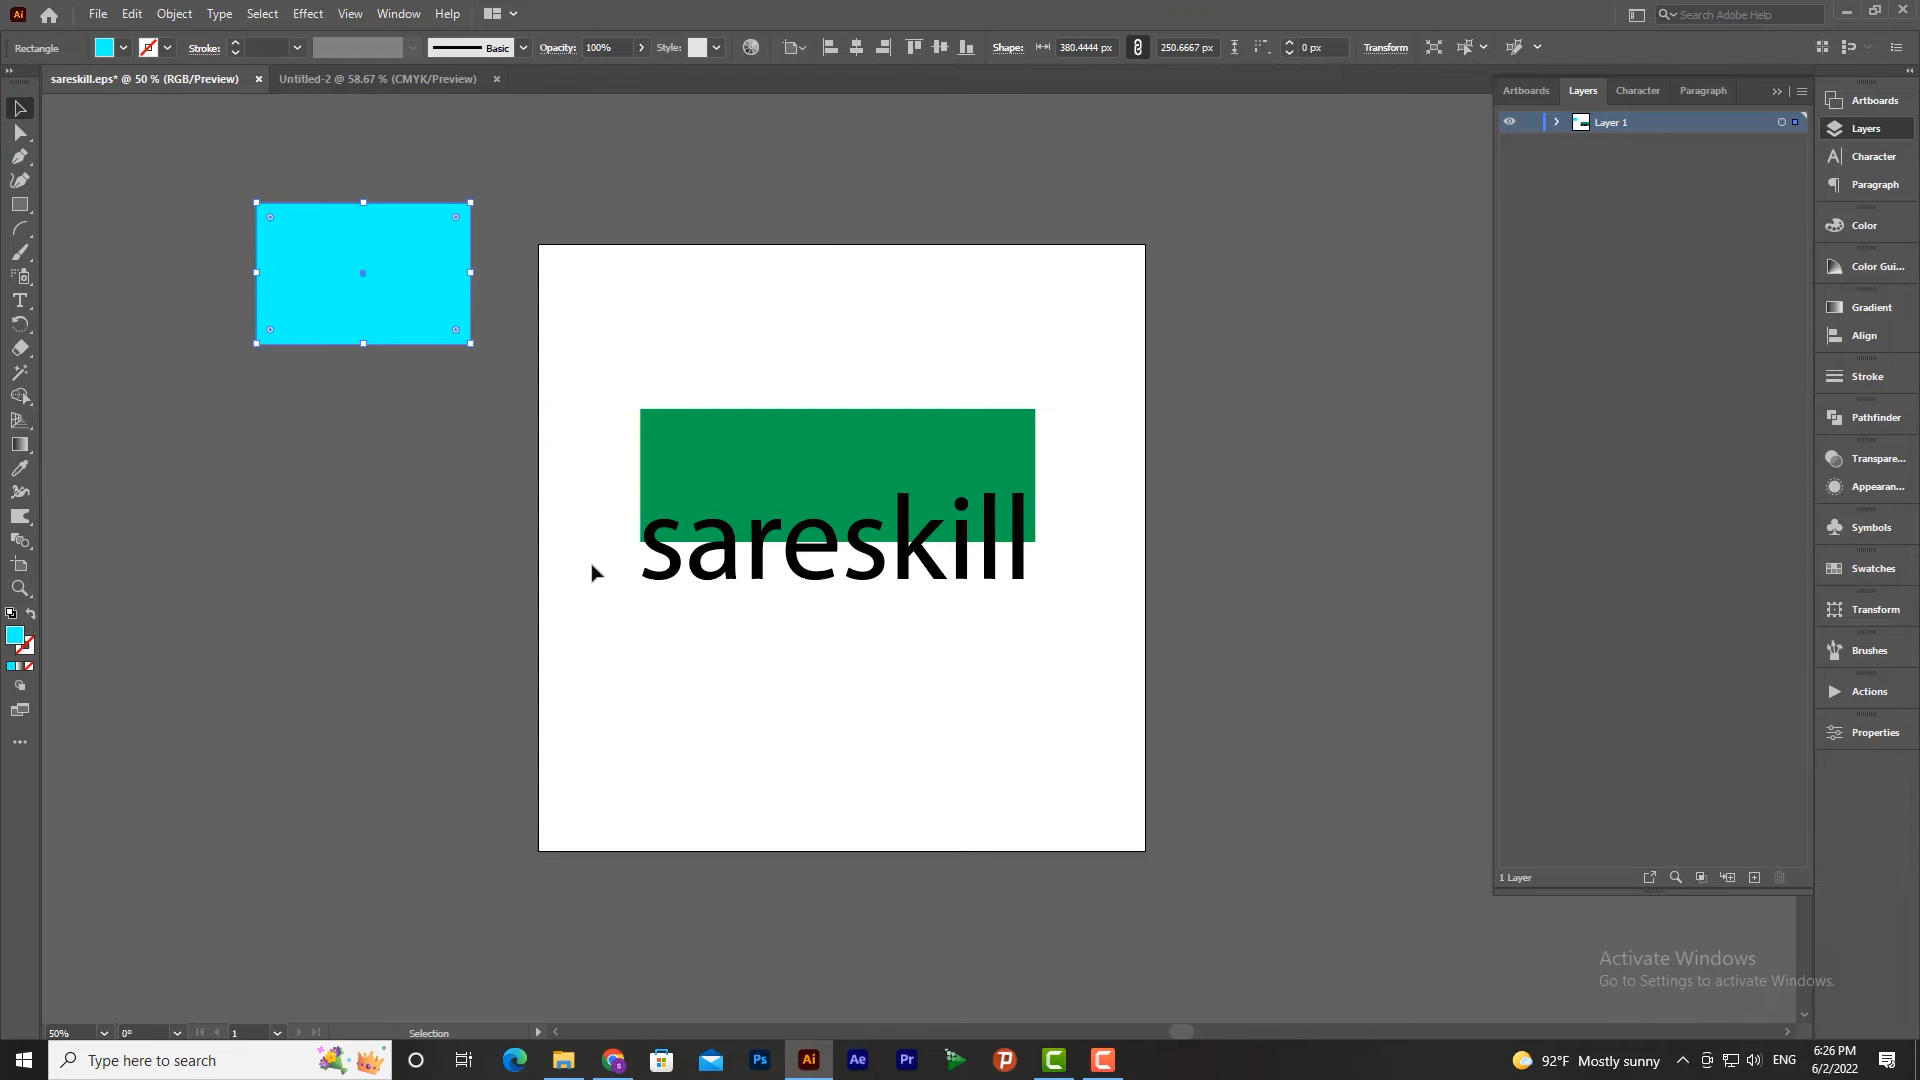 Ai File Edit Object Type Select Effect View Window Help Search Adobe Help
Rectangle Stroke: Basic Opacity: 100% Style: Shape: 380.4444 px 250.6667 px 0 px Transform
sareskill.eps* @ 50 % (RGB/Preview) Untitled-2 @ 58.67 % (CMYK/Preview)
Artboards Layers Character Paragraph
Layer 1
Artboards
Layers
Character
Paragraph
Color
Color Gui...
Gradient
Align
Stroke
Pathfinder
Transpare...
Appearan...
Symbols
Swatches
Transform
Brushes
Actions
Properties
sareskill
1 Layer
Activate Windows
Go to Settings to activate Windows.
50% 0° 1 Selection
Type here to search Ps Ai Ae Pr 92°F Mostly sunny ENG 6:26 PM
6/2/2022